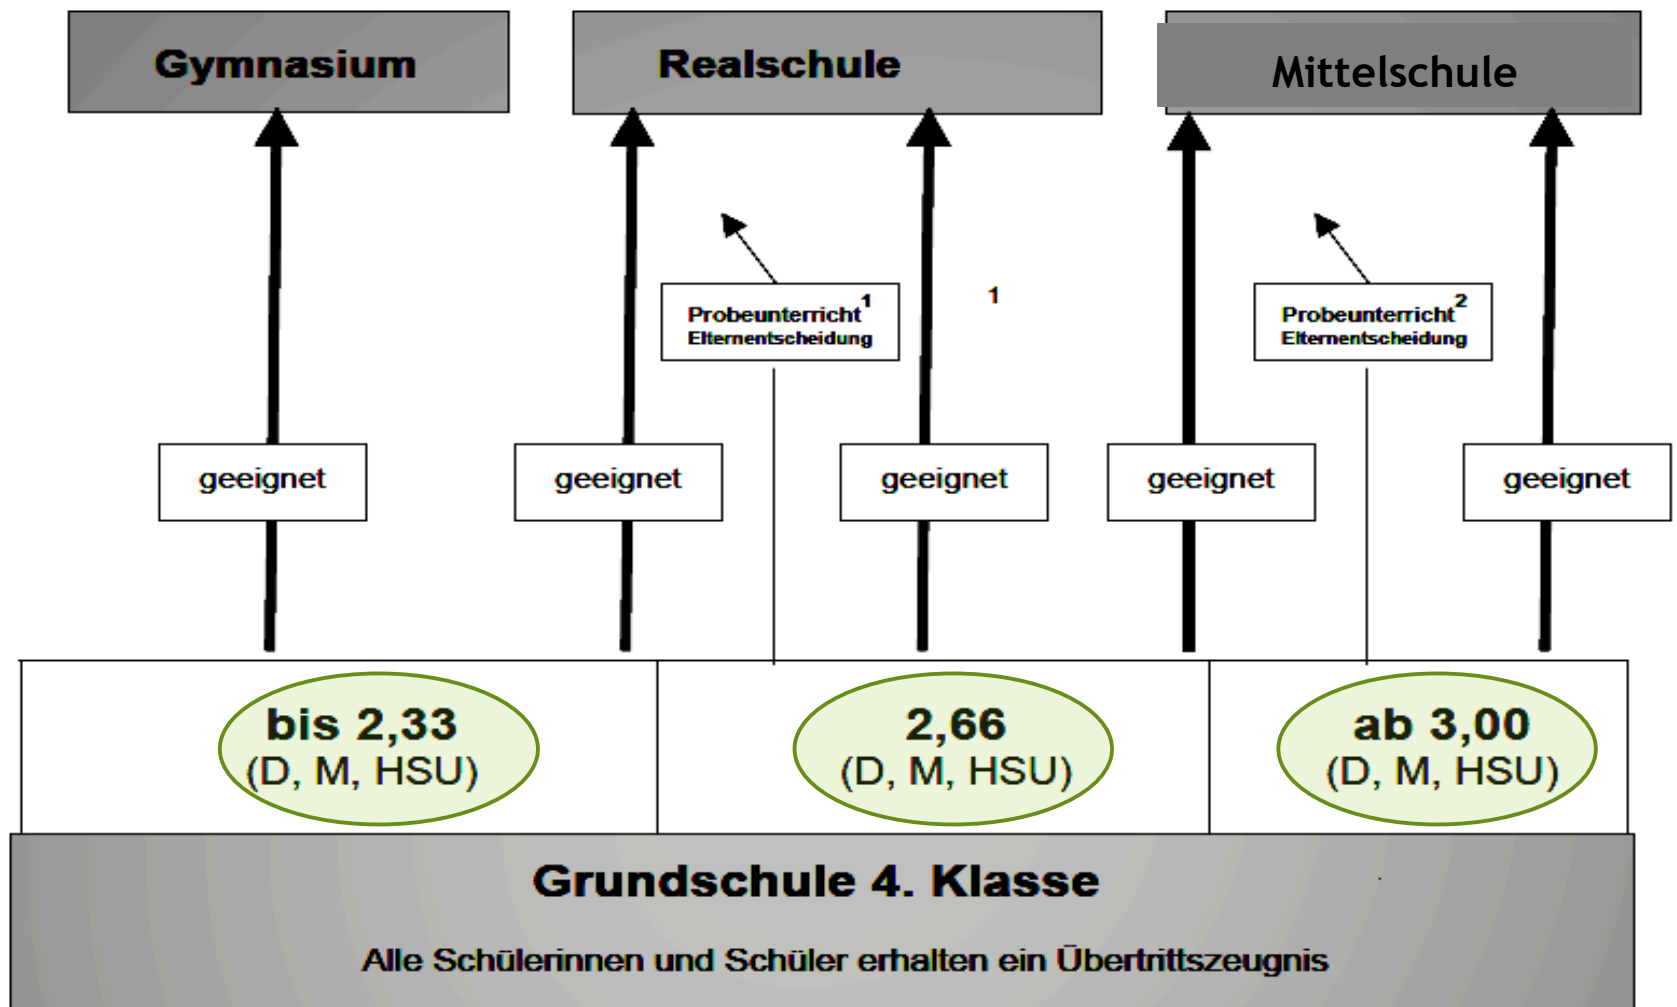 Gymnasium
Realschule
Mittelschule
Probeunterricht¹
Elternentscheidung
1
Probeunterricht²
Elternentscheidung
geeignet
geeignet
geeignet
geeignet
geeignet
bis 2,33
(D, M, HSU)
2,66
(D, M, HSU)
ab 3,00
(D, M, HSU)
Grundschule 4. Klasse
Alle Schülerinnen und Schüler erhalten ein Übertrittszeugnis